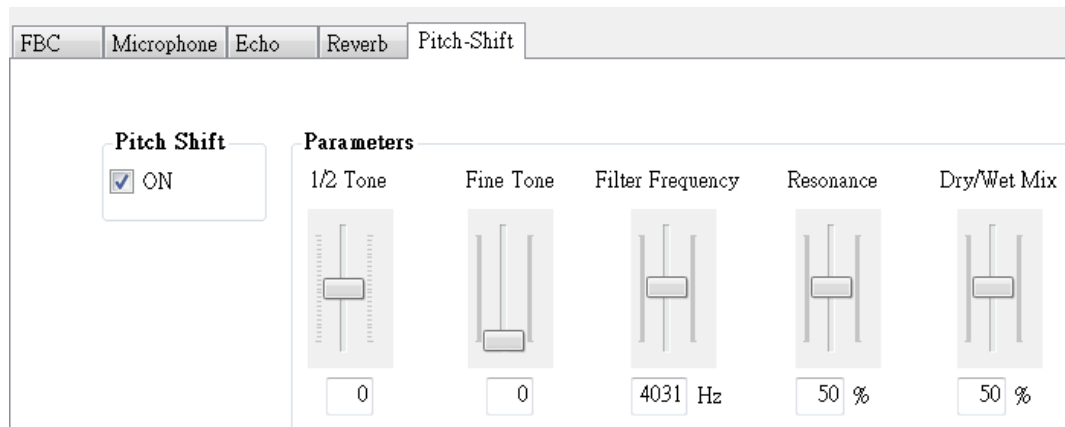 FBC Microphone Echo Reverb Pitch-Shift
Pitch Shift
ON
Parameters
1/2 Tone Fine Tone Filter Frequency Resonance Dry/Wet Mix
0 0 4031 Hz 50 % 50 %